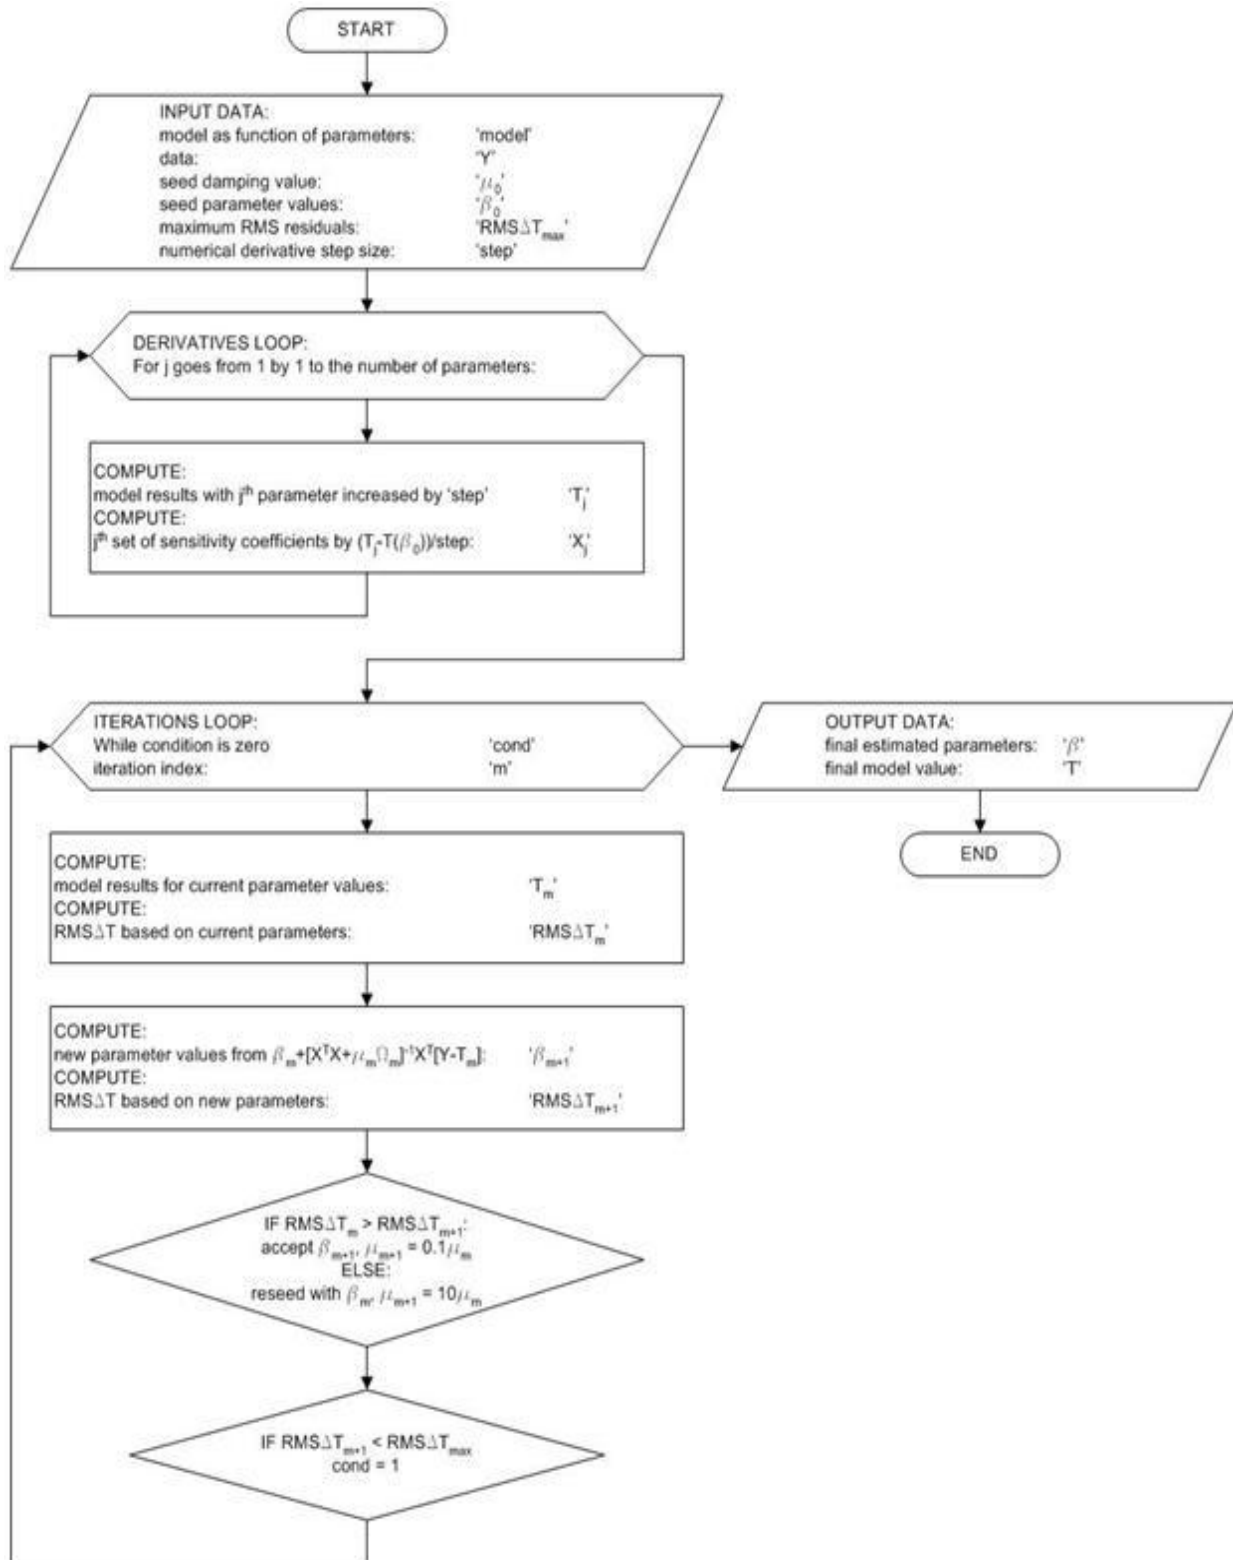 START
INPUT DATA:
model as function of parameters: 'model'
data: 'Y'
seed damping value: 'μ₀'
seed parameter values: 'β₀'
maximum RMS residuals: 'RMSΔTₘₐₓ'
numerical derivative step size: 'step'
DERIVATIVES LOOP:
For j goes from 1 by 1 to the number of parameters:
COMPUTE:
model results with jᵗʰ parameter increased by 'step' 'Tⱼ'
COMPUTE:
jᵗʰ set of sensitivity coefficients by (Tⱼ-T(β₀))/step: 'Xⱼ'
ITERATIONS LOOP:
While condition is zero 'cond'
iteration index: 'm'
OUTPUT DATA:
final estimated parameters: 'β'
final model value: 'T'
END
COMPUTE:
model results for current parameter values: 'Tₘ'
COMPUTE:
RMSΔT based on current parameters: 'RMSΔTₘ'
COMPUTE:
new parameter values from βₘ+[XᵀX+μₘΩₘ]⁻¹Xᵀ[Y-Tₘ]: 'βₘ₊₁'
COMPUTE:
RMSΔT based on new parameters: 'RMSΔTₘ₊₁'
IF RMSΔTₘ > RMSΔTₘ₊₁:
accept βₘ₊₁, μₘ₊₁ = 0.1μₘ
ELSE:
reseed with βₘ, μₘ₊₁ = 10μₘ
IF RMSΔTₘ₊₁ < RMSΔTₘₐₓ
cond = 1